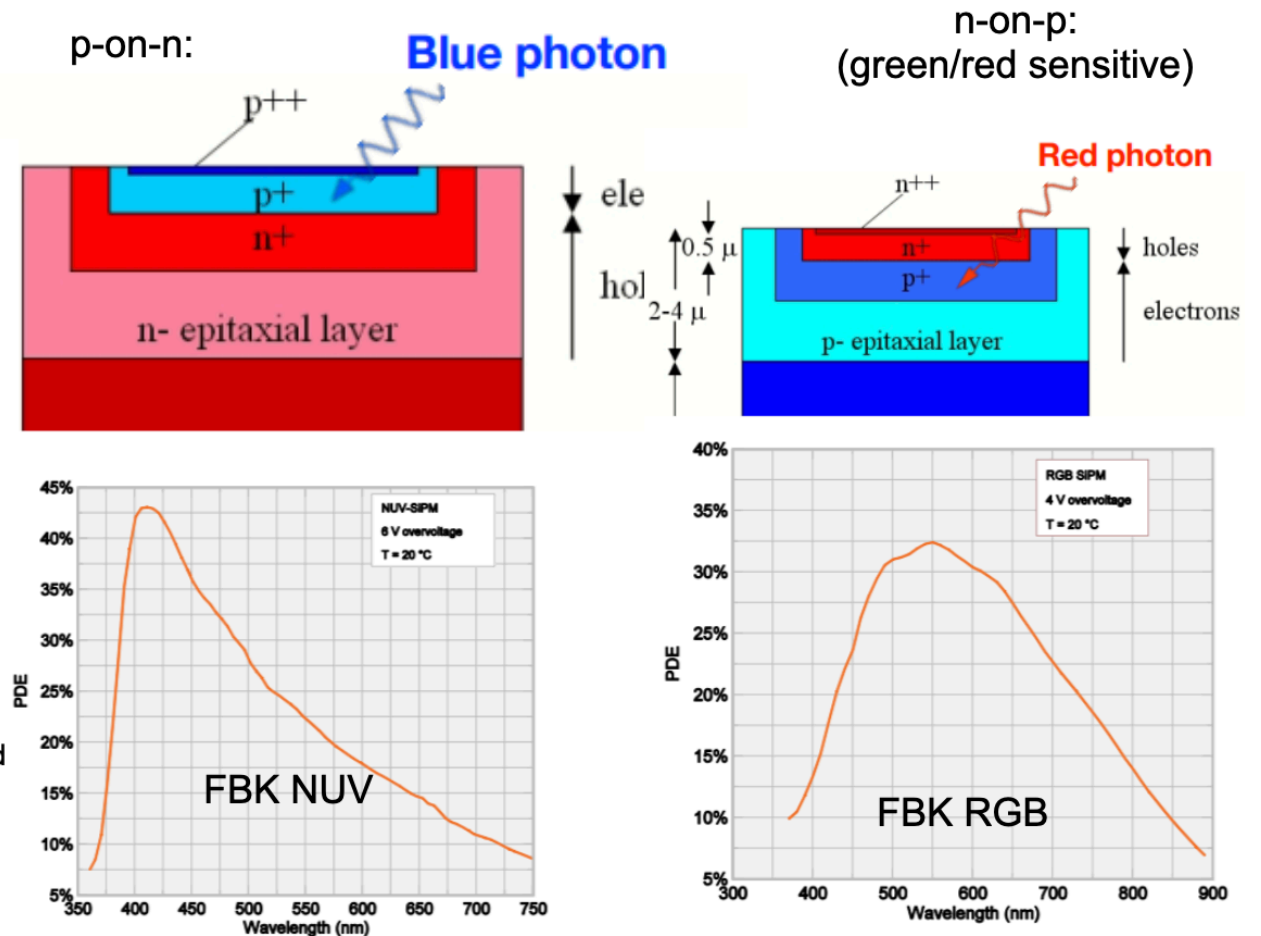 p-on-n:
Blue photon
p++
p+
n+
n- epitaxial layer
ele
hol
n-on-p:
(green/red sensitive)
Red photon
n++
0.5 μ
n+
p+
2-4 μ
p- epitaxial layer
holes
electrons
45%
40%
35%
30%
25%
20%
15%
10%
5%
PDE
NUV-SiPM
6 V overvoltage
T = 20 °C
FBK NUV
350 400 450 500 550 600 650 700 750
Wavelength (nm)
40%
35%
30%
25%
20%
15%
10%
5%
PDE
RGB SiPM
4 V overvoltage
T = 20 °C
FBK RGB
300 400 500 600 700 800 900
Wavelength (nm)